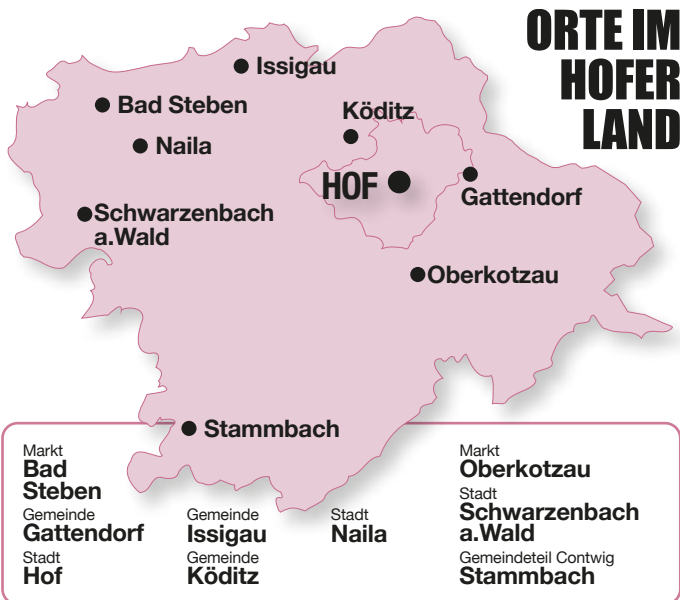 ORTE IM
HOFER
LAND
Issigau
Bad Steben
Köditz
Naila
HOF
Gattendorf
Schwarzenbach
a.Wald
Oberkotzau
Stammbach
Markt
Bad
Steben
Gemeinde
Gattendorf
Stadt
Hof
Gemeinde
Issigau
Gemeinde
Köditz
Stadt
Naila
Markt
Oberkotzau
Stadt
Schwarzenbach
a.Wald
Gemeindeteil Contwig
Stammbach